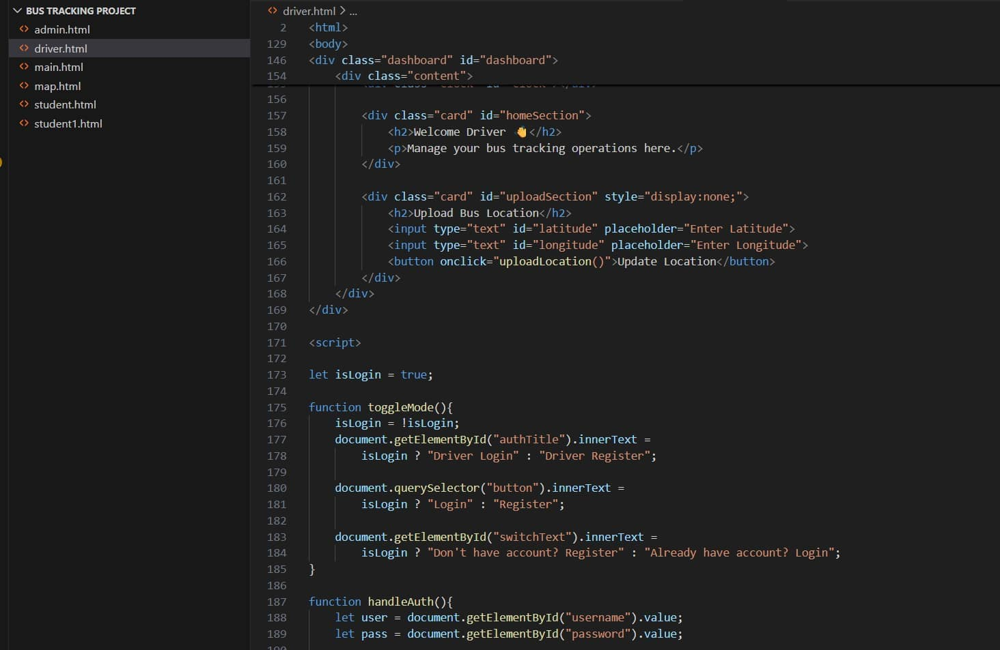 BUS TRACKING PROJECT
admin.html
driver.html
main.html
map.html
student.html
student1.html
driver.html > ...
2 <html>
129 <body>
146 <div class="dashboard" id="dashboard">
154 <div class="content">
156
157 <div class="card" id="homeSection">
158 <h2>Welcome Driver 👋</h2>
159 <p>Manage your bus tracking operations here.</p>
160 </div>
161
162 <div class="card" id="uploadSection" style="display:none;">
163 <h2>Upload Bus Location</h2>
164 <input type="text" id="latitude" placeholder="Enter Latitude">
165 <input type="text" id="longitude" placeholder="Enter Longitude">
166 <button onclick="uploadLocation()">Update Location</button>
167 </div>
168 </div>
169 </div>
170
171 <script>
172
173 let isLogin = true;
174
175 function toggleMode(){
176 isLogin = !isLogin;
177 document.getElementById("authTitle").innerText =
178 isLogin ? "Driver Login" : "Driver Register";
179
180 document.querySelector("button").innerText =
181 isLogin ? "Login" : "Register";
182
183 document.getElementById("switchText").innerText =
184 isLogin ? "Don't have account? Register" : "Already have account? Login";
185 }
186
187 function handleAuth(){
188 let user = document.getElementById("username").value;
189 let pass = document.getElementById("password").value;